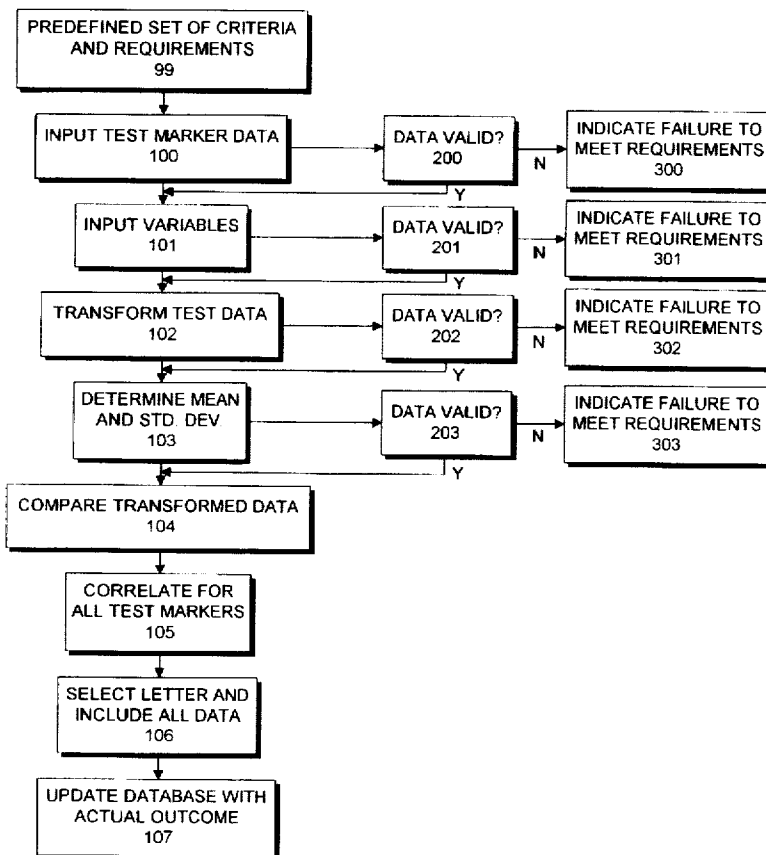 PREDEFINED SET OF CRITERIA
AND REQUIREMENTS
99
INPUT TEST MARKER DATA
100
DATA VALID?
200
N
INDICATE FAILURE TO
MEET REQUIREMENTS
300
Y
INPUT VARIABLES
101
DATA VALID?
201
N
INDICATE FAILURE TO
MEET REQUIREMENTS
301
Y
TRANSFORM TEST DATA
102
DATA VALID?
202
N
INDICATE FAILURE TO
MEET REQUIREMENTS
302
Y
DETERMINE MEAN
AND STD. DEV
103
DATA VALID?
203
N
INDICATE FAILURE TO
MEET REQUIREMENTS
303
Y
COMPARE TRANSFORMED DATA
104
CORRELATE FOR
ALL TEST MARKERS
105
SELECT LETTER AND
INCLUDE ALL DATA
106
UPDATE DATABASE WITH
ACTUAL OUTCOME
107